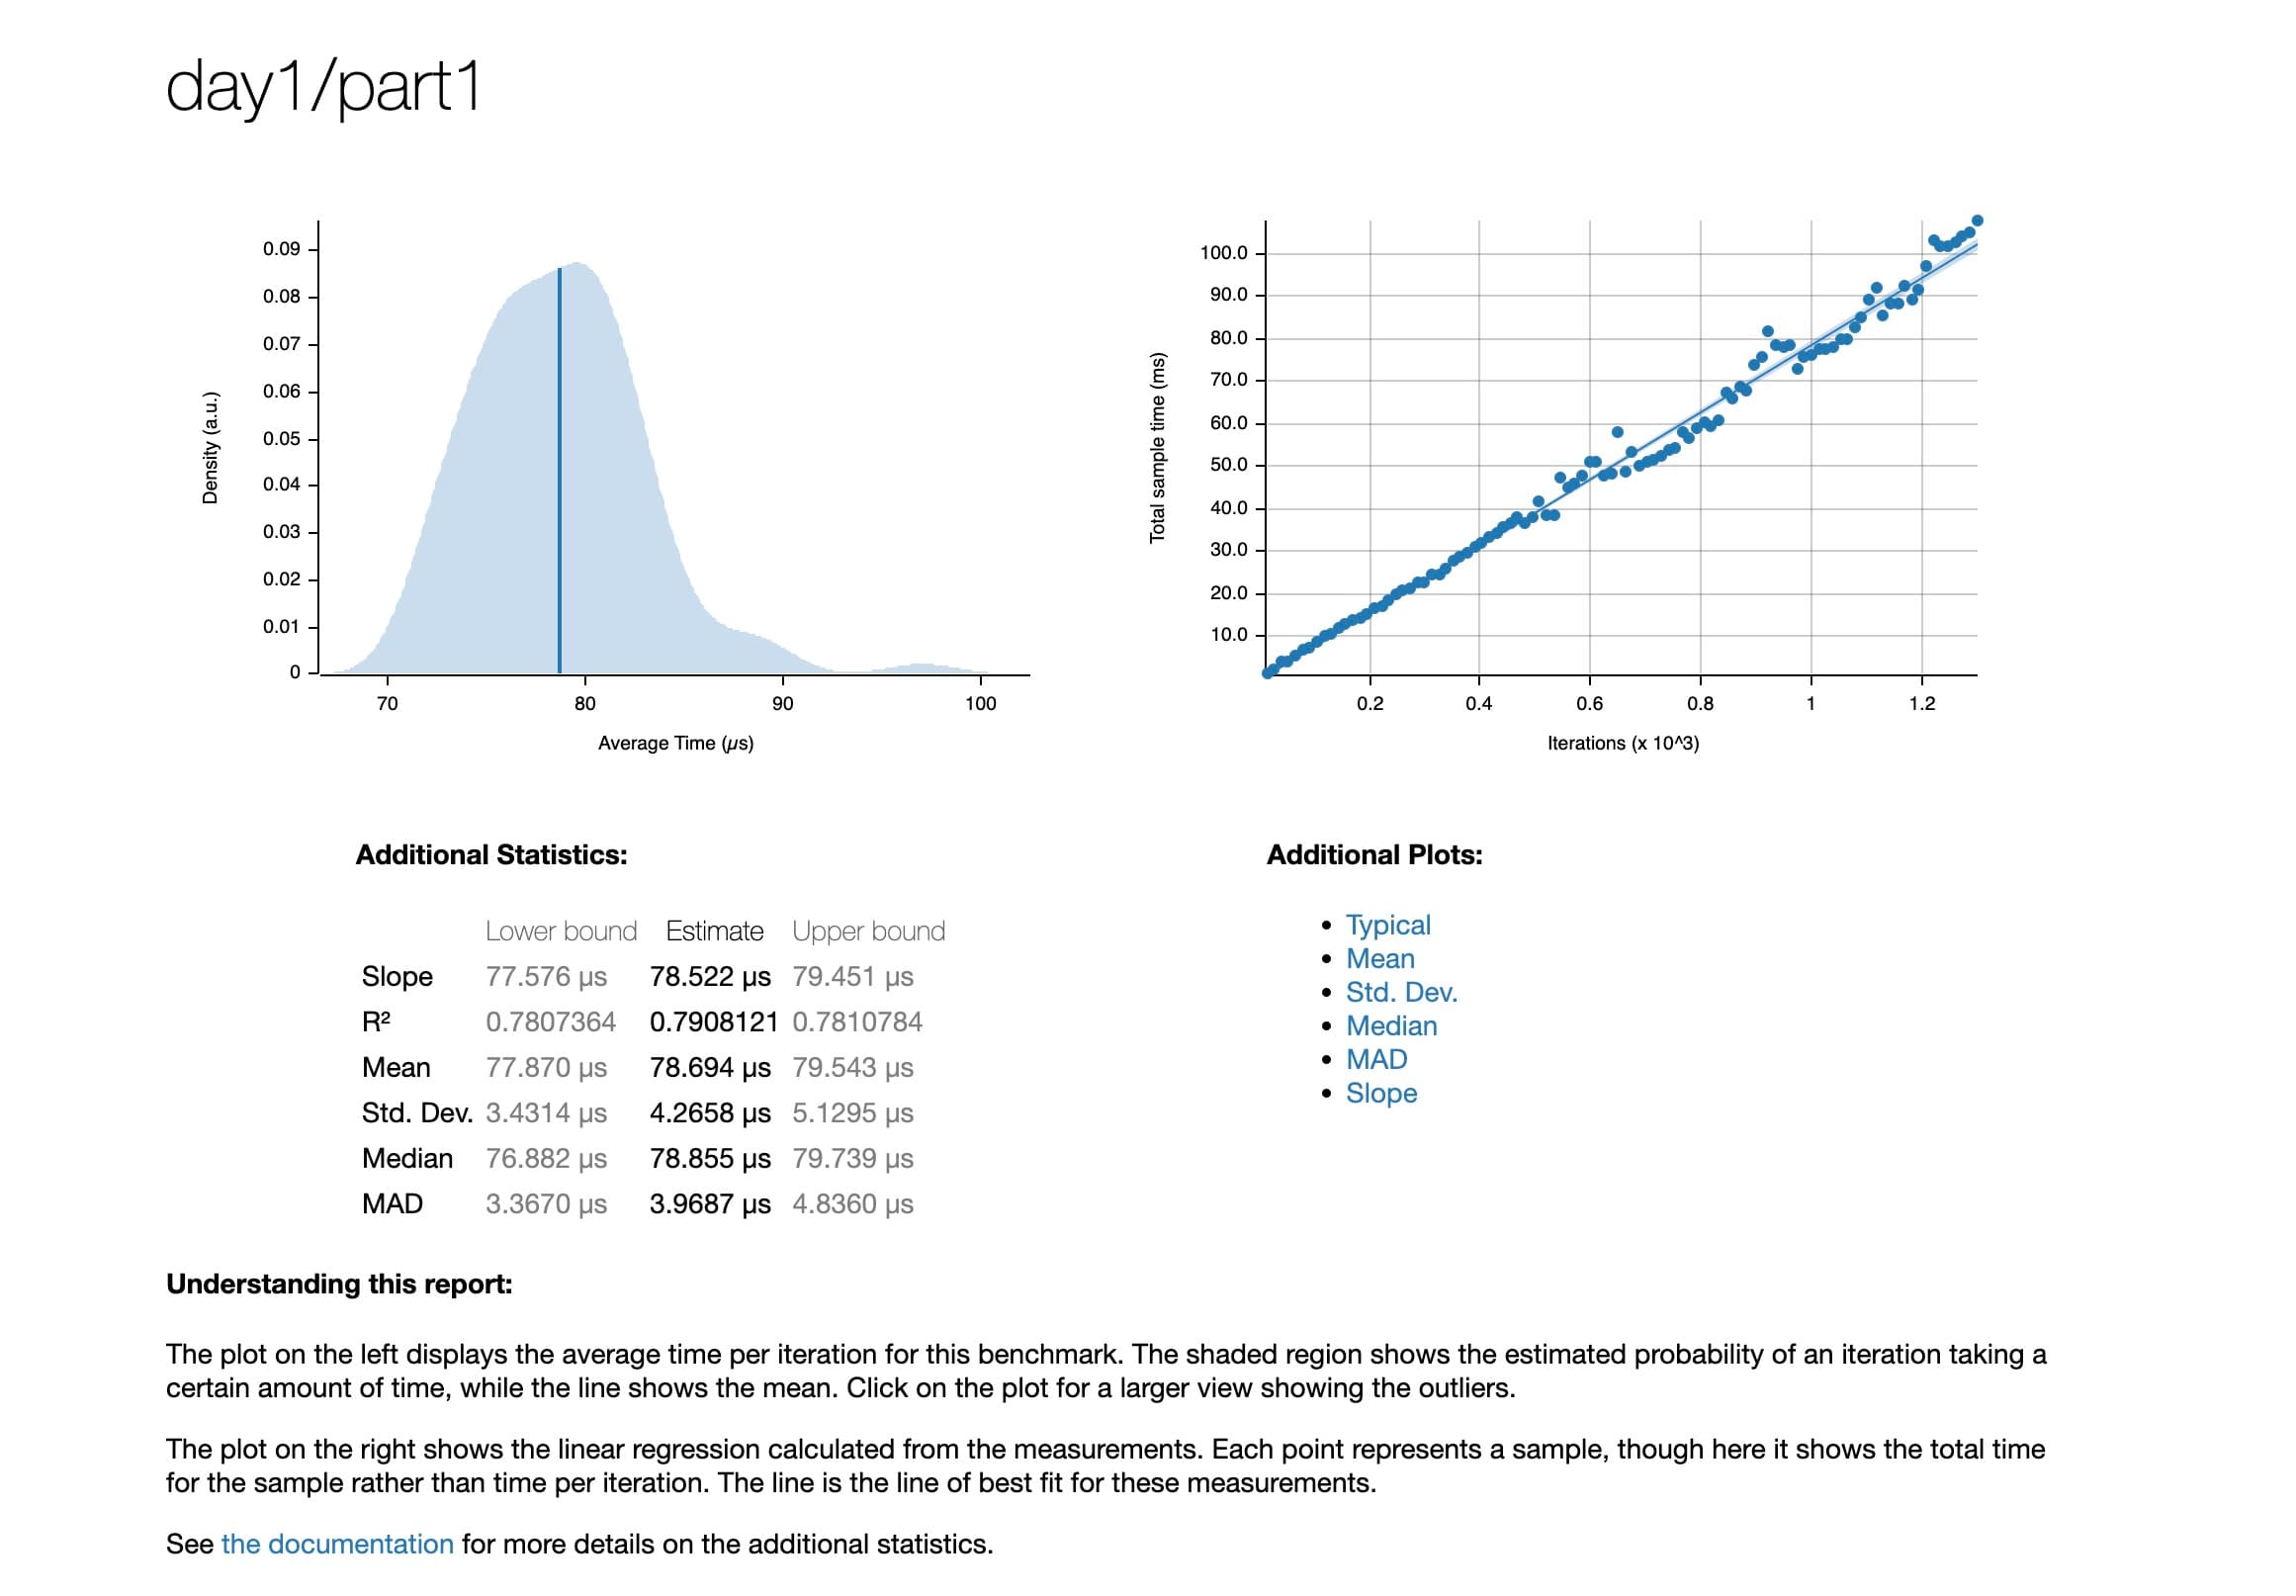 day1/part1
0.09
0.08
0.07
0.06
0.05
0.04
0.03
0.02
0.01
0
Density (a.u.)
70 80 90 100
Average Time (µs)
100.0
90.0
80.0
70.0
60.0
50.0
40.0
30.0
20.0
10.0
Total sample time (ms)
0.2 0.4 0.6 0.8 1 1.2
Iterations (x 10^3)
Additional Statistics:
Lower bound Estimate Upper bound
Slope 77.576 µs 78.522 µs 79.451 µs
R² 0.7807364 0.7908121 0.7810784
Mean 77.870 µs 78.694 µs 79.543 µs
Std. Dev. 3.4314 µs 4.2658 µs 5.1295 µs
Median 76.882 µs 78.855 µs 79.739 µs
MAD 3.3670 µs 3.9687 µs 4.8360 µs
Additional Plots:
• Typical
• Mean
• Std. Dev.
• Median
• MAD
• Slope
Understanding this report:
The plot on the left displays the average time per iteration for this benchmark. The shaded region shows the estimated probability of an iteration taking a
certain amount of time, while the line shows the mean. Click on the plot for a larger view showing the outliers.
The plot on the right shows the linear regression calculated from the measurements. Each point represents a sample, though here it shows the total time
for the sample rather than time per iteration. The line is the line of best fit for these measurements.
See the documentation for more details on the additional statistics.